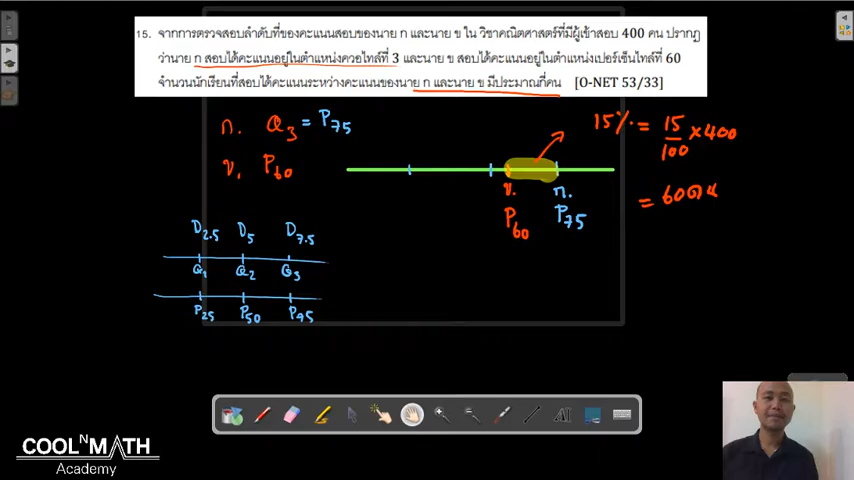 15. จากการตรวจสอบลำดับที่ของคะแนนสอบของนาย ก และนาย ข ใน วิชาคณิตศาสตร์ที่มีผู้เข้าสอบ 400 คน ปรากฏ
ว่านาย ก สอบได้คะแนนอยู่ในตำแหน่งควอไทล์ที่ 3 และนาย ข สอบได้คะแนนอยู่ในตำแหน่งเปอร์เซ็นไทล์ที่ 60
จำนวนนักเรียนที่สอบได้คะแนนระหว่างคะแนนของนาย ก และนาย ข มีประมาณกี่คน [O-NET 53/33]
ก. Q3 = P75
ข. P60
15% = 15/100 × 400
= 60 คน
ข. ก.
P60 P75
D2.5 D5 D7.5
Q1 Q2 Q3
P25 P50 P75
AI
COOL N MATH
Academy